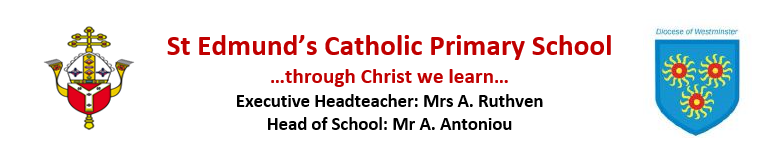 St Edmund's Catholic Primary School
...through Christ we learn...
Executive Headteacher: Mrs A. Ruthven
Head of School: Mr A. Antoniou
Diocese of Westminster